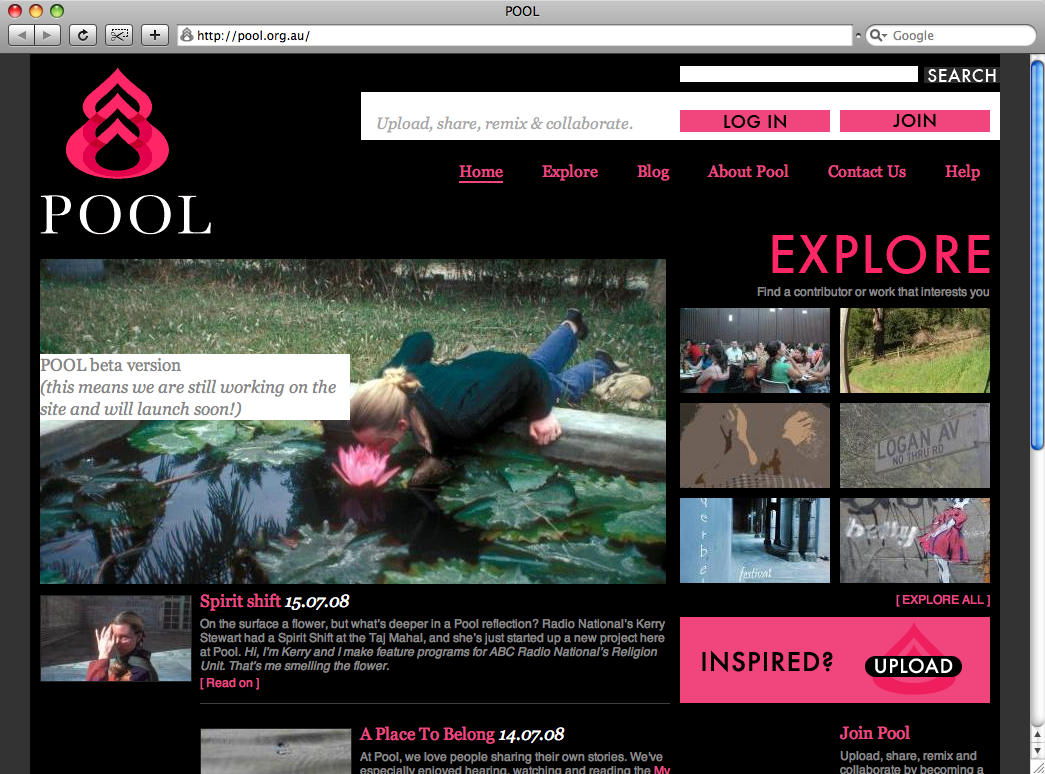 POOL
http://pool.org.au/
Google
SEARCH
Upload, share, remix & collaborate.
LOG IN
JOIN
Home
Explore
Blog
About Pool
Contact Us
Help
POOL
EXPLORE
Find a contributor or work that interests you
POOL beta version
(this means we are still working on the
site and will launch soon!)
LOGAN AV
NO THRU RD
festival
Spirit shift 15.07.08
On the surface a flower, but what's deeper in a Pool reflection? Radio National's Kerry
Stewart had a Spirit Shift at the Taj Mahal, and she's just started up a new project here
at Pool. Hi, I'm Kerry and I make feature programs for ABC Radio National's Religion
Unit. That's me smelling the flower.
[ Read on ]
[ EXPLORE ALL ]
INSPIRED?
UPLOAD
A Place To Belong 14.07.08
At Pool, we love people sharing their own stories. We've
especially enjoyed hearing, watching and reading the My
Join Pool
Upload, share, remix and
collaborate by becoming a